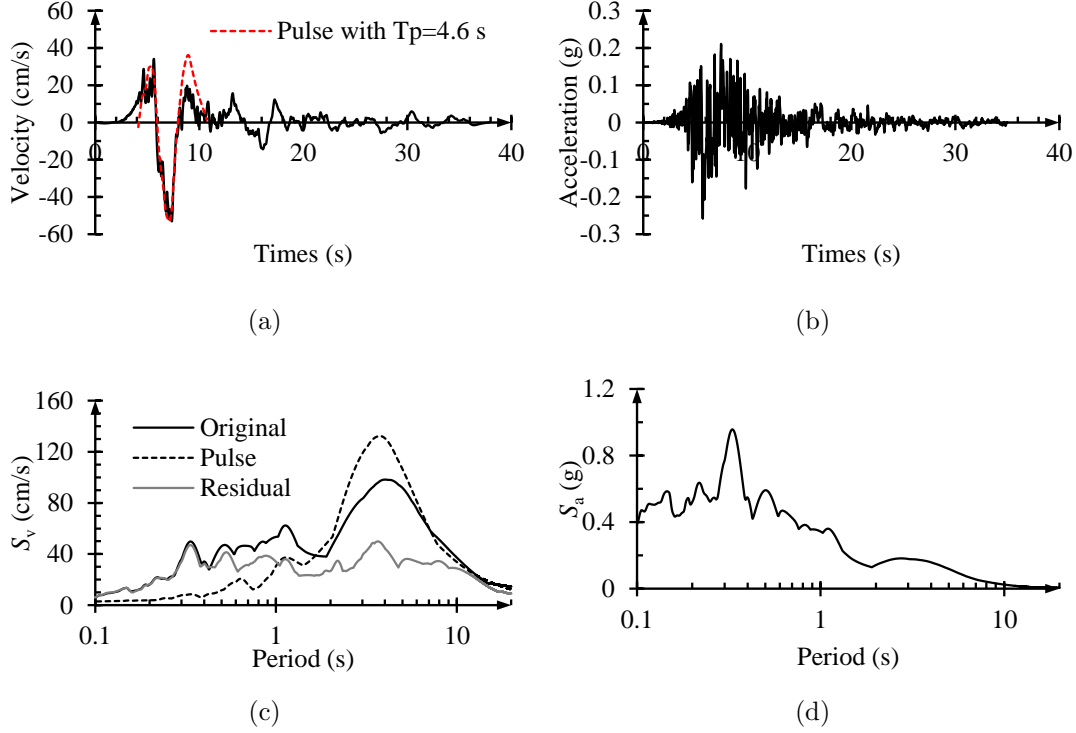 60
40
20
0
-20
-40
-60
0 10 20 30 40
Velocity (cm/s)
Times (s)
Pulse with Tp=4.6 s
(a)
0.3
0.2
0.1
0
-0.1
-0.2
-0.3
0 10 20 30 40
Acceleration (g)
Times (s)
(b)
160
120
80
40
0
0.1 1 10
Sv (cm/s)
Period (s)
Original
Pulse
Residual
(c)
1.2
0.8
0.4
0
0.1 1 10
Sa (g)
Period (s)
(d)